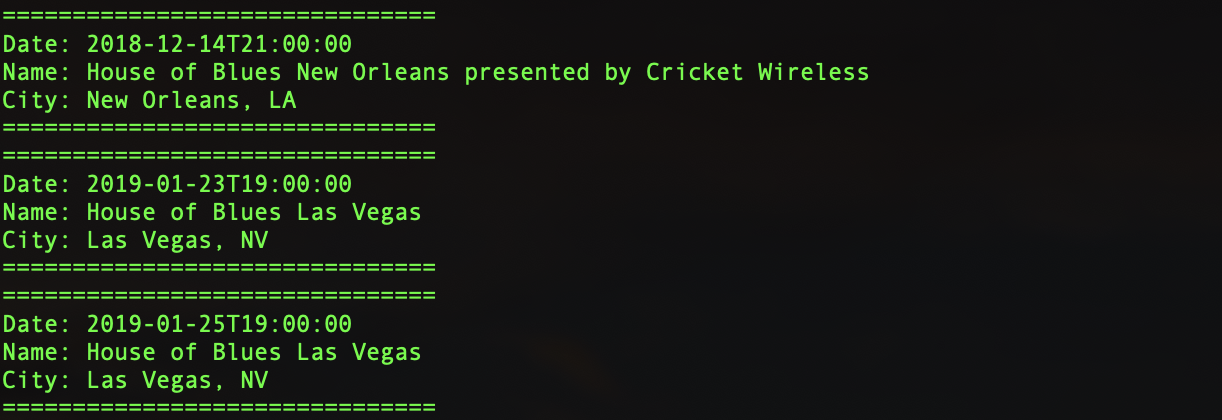 ===============================
Date: 2018-12-14T21:00:00
Name: House of Blues New Orleans presented by Cricket Wireless
City: New Orleans, LA
===============================
===============================
Date: 2019-01-23T19:00:00
Name: House of Blues Las Vegas
City: Las Vegas, NV
===============================
===============================
Date: 2019-01-25T19:00:00
Name: House of Blues Las Vegas
City: Las Vegas, NV
===============================